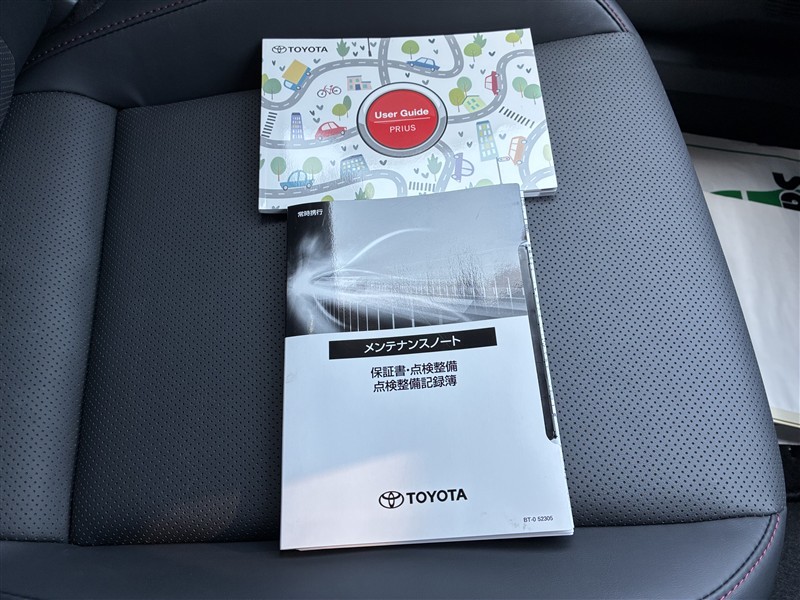 TOYOTA
User Guide
PRIUS
常時携行
メンテナンスノート
保証書・点検整備
点検整備記録簿
TOYOTA
BT-0 52305